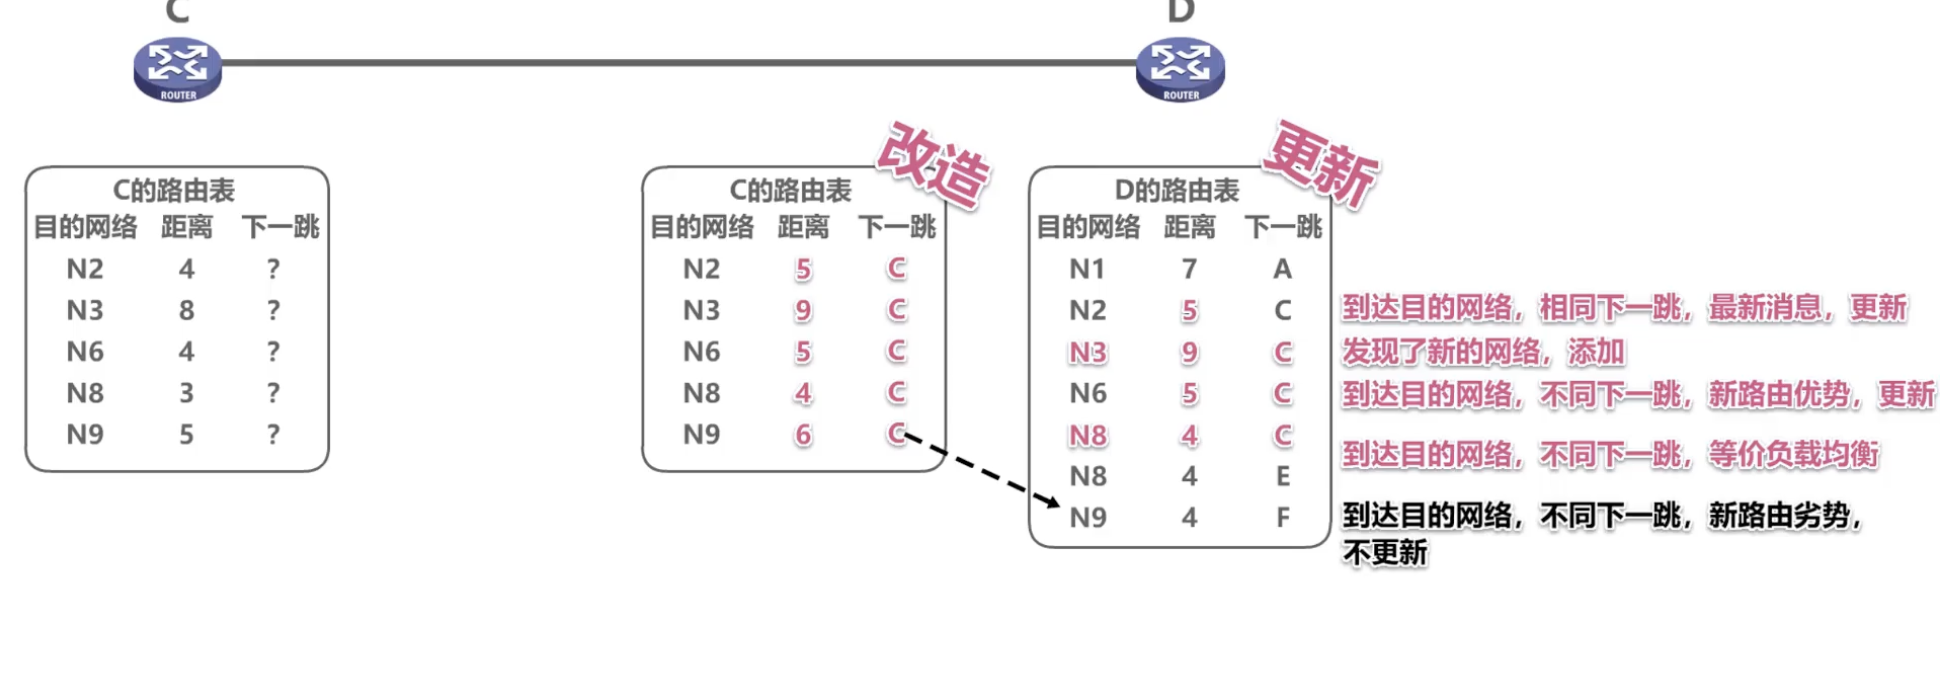 C
D
ROUTER
ROUTER
改造
更新
C的路由表
目的网络 距离 下一跳
N2 4 ?
N3 8 ?
N6 4 ?
N8 3 ?
N9 5 ?
C的路由表
目的网络 距离 下一跳
N2 5 C
N3 9 C
N6 5 C
N8 4 C
N9 6 C
D的路由表
目的网络 距离 下一跳
N1 7 A
N2 5 C
N3 9 C
N6 5 C
N8 4 C
N8 4 E
N9 4 F
到达目的网络，相同下一跳，最新消息，更新
发现了新的网络，添加
到达目的网络，不同下一跳，新路由优势，更新
到达目的网络，不同下一跳，等价负载均衡
到达目的网络，不同下一跳，新路由劣势，
不更新